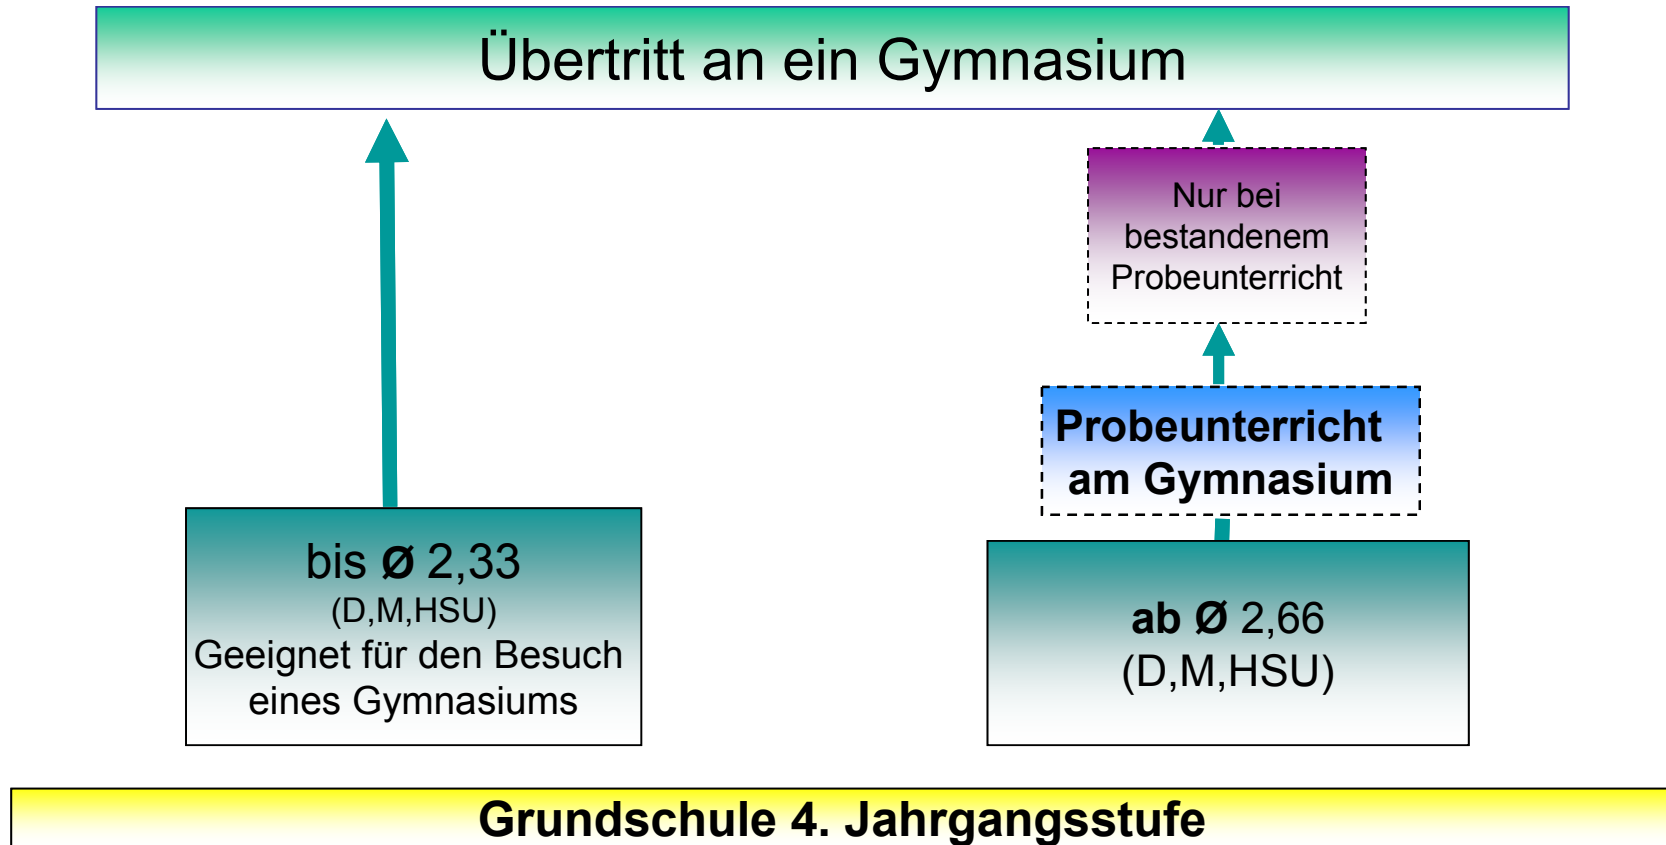 Übertritt an ein Gymnasium
Nur bei
bestandenem
Probeunterricht
Probeunterricht
am Gymnasium
bis Ø 2,33
(D,M,HSU)
Geeignet für den Besuch
eines Gymnasiums
ab Ø 2,66
(D,M,HSU)
Grundschule 4. Jahrgangsstufe